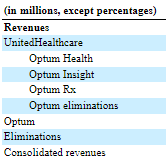 (in millions, except percentages)
Revenues
UnitedHealthcare
Optum Health
Optum Insight
Optum Rx
Optum eliminations
Optum
Eliminations
Consolidated revenues